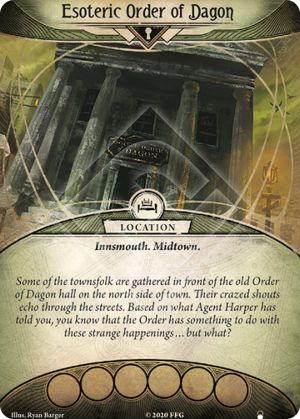 Esoteric Order of Dagon
DAGON
LOCATION
Innsmouth. Midtown.
Some of the townsfolk are gathered in front of the old Order
of Dagon hall on the north side of town. Their crazed shouts
echo through the streets. Based on what Agent Harper has
told you, you know that the Order has something to do with
these strange happenings... but what?
Illus. Ryan Barger
© 2020 FFG